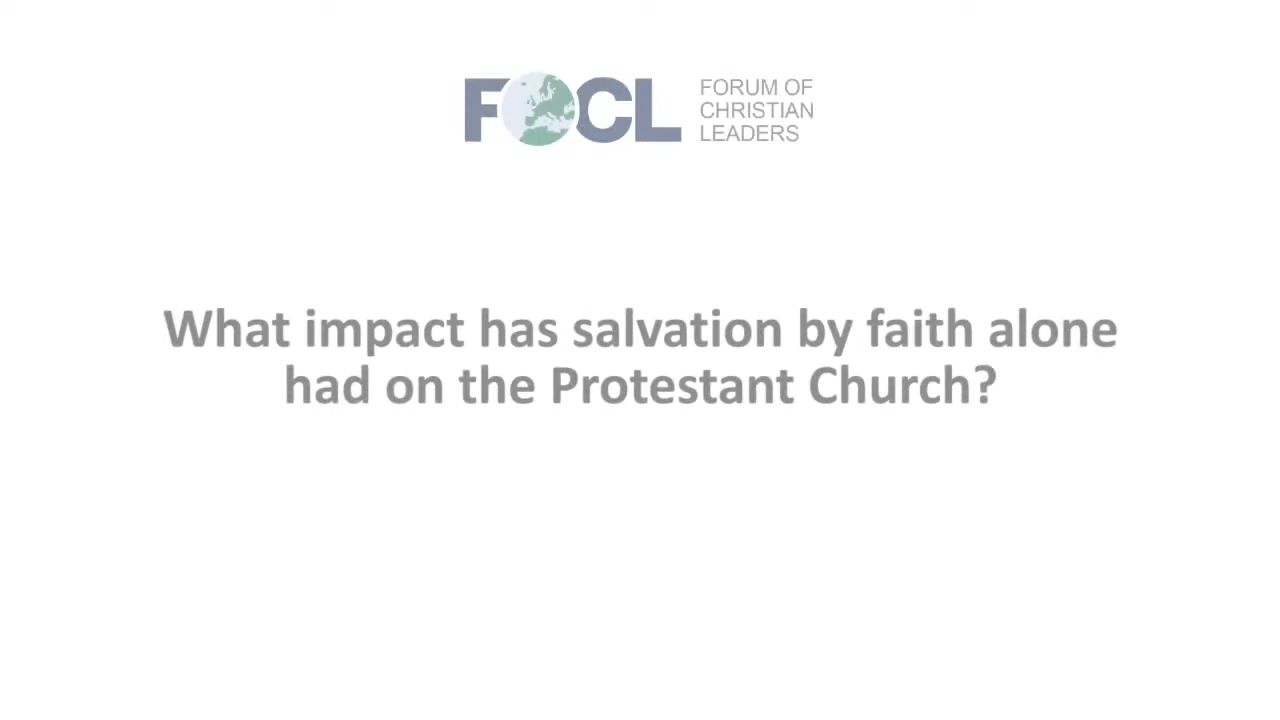 FOCL
FORUM OF
CHRISTIAN
LEADERS
What impact has salvation by faith alone
had on the Protestant Church?